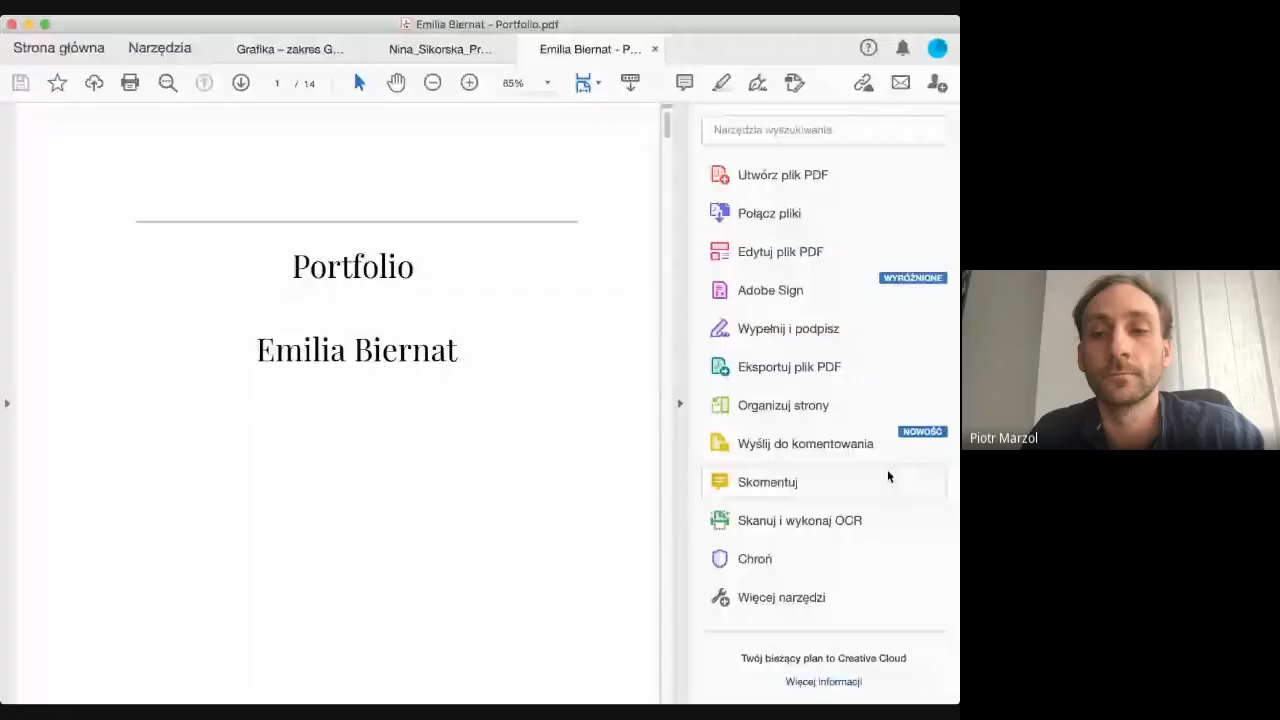 Emilia Biernat - Portfolio.pdf
Strona główna
Narzędzia
Grafika – zakres G...
Nina_Sikorska_Pr...
Emilia Biernat - P...
1 / 14
85%
Portfolio
Emilia Biernat
Narzędzia wyszukiwania
Utwórz plik PDF
Połącz pliki
Edytuj plik PDF
WYRÓŻNIONE
Adobe Sign
Wypełnij i podpisz
Eksportuj plik PDF
Organizuj strony
NOWOŚĆ
Wyślij do komentowania
Skomentuj
Skanuj i wykonaj OCR
Chroń
Więcej narzędzi
Twój bieżący plan to Creative Cloud
Więcej informacji
Piotr Marzol